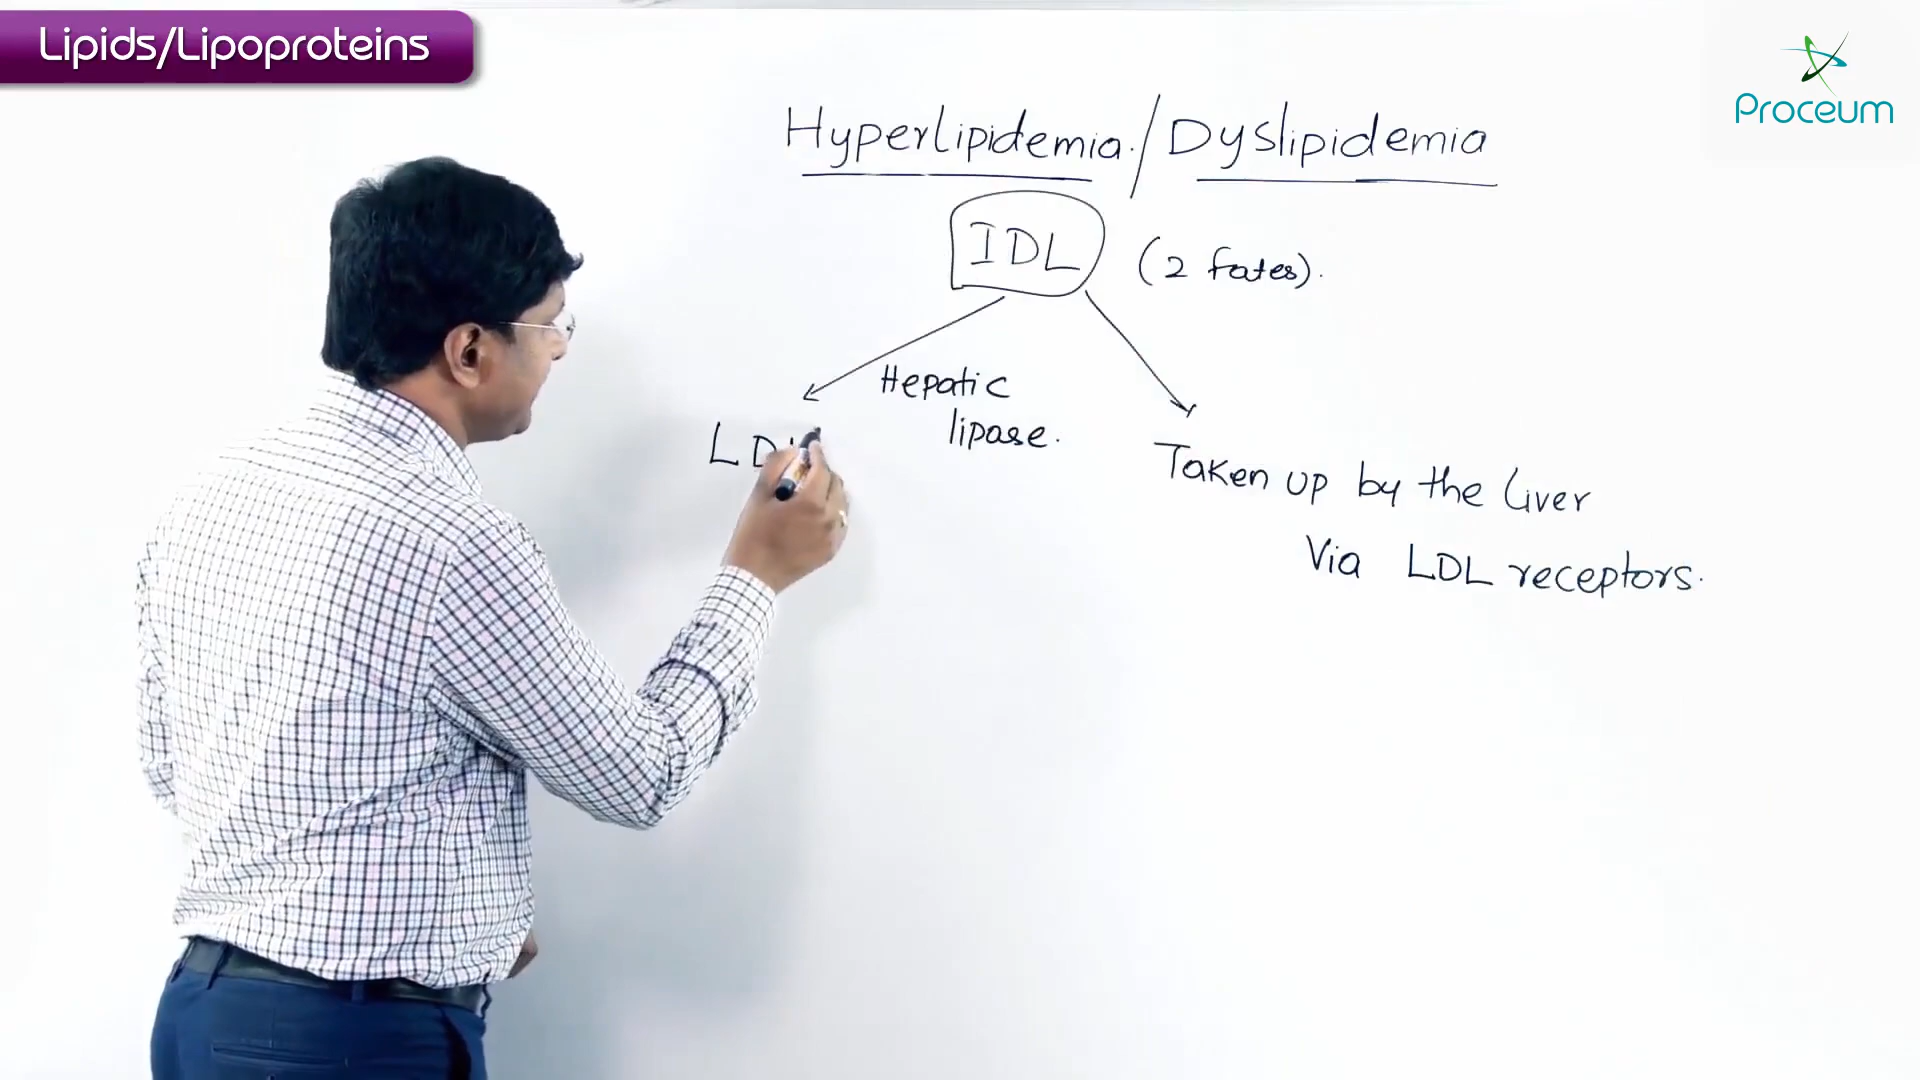 Lipids/Lipoproteins
Proceum
Hyperlipidemia./Dyslipidemia
IDL (2 fates).
Hepatic
lipase.
Taken up by the liver
Via LDL receptors.